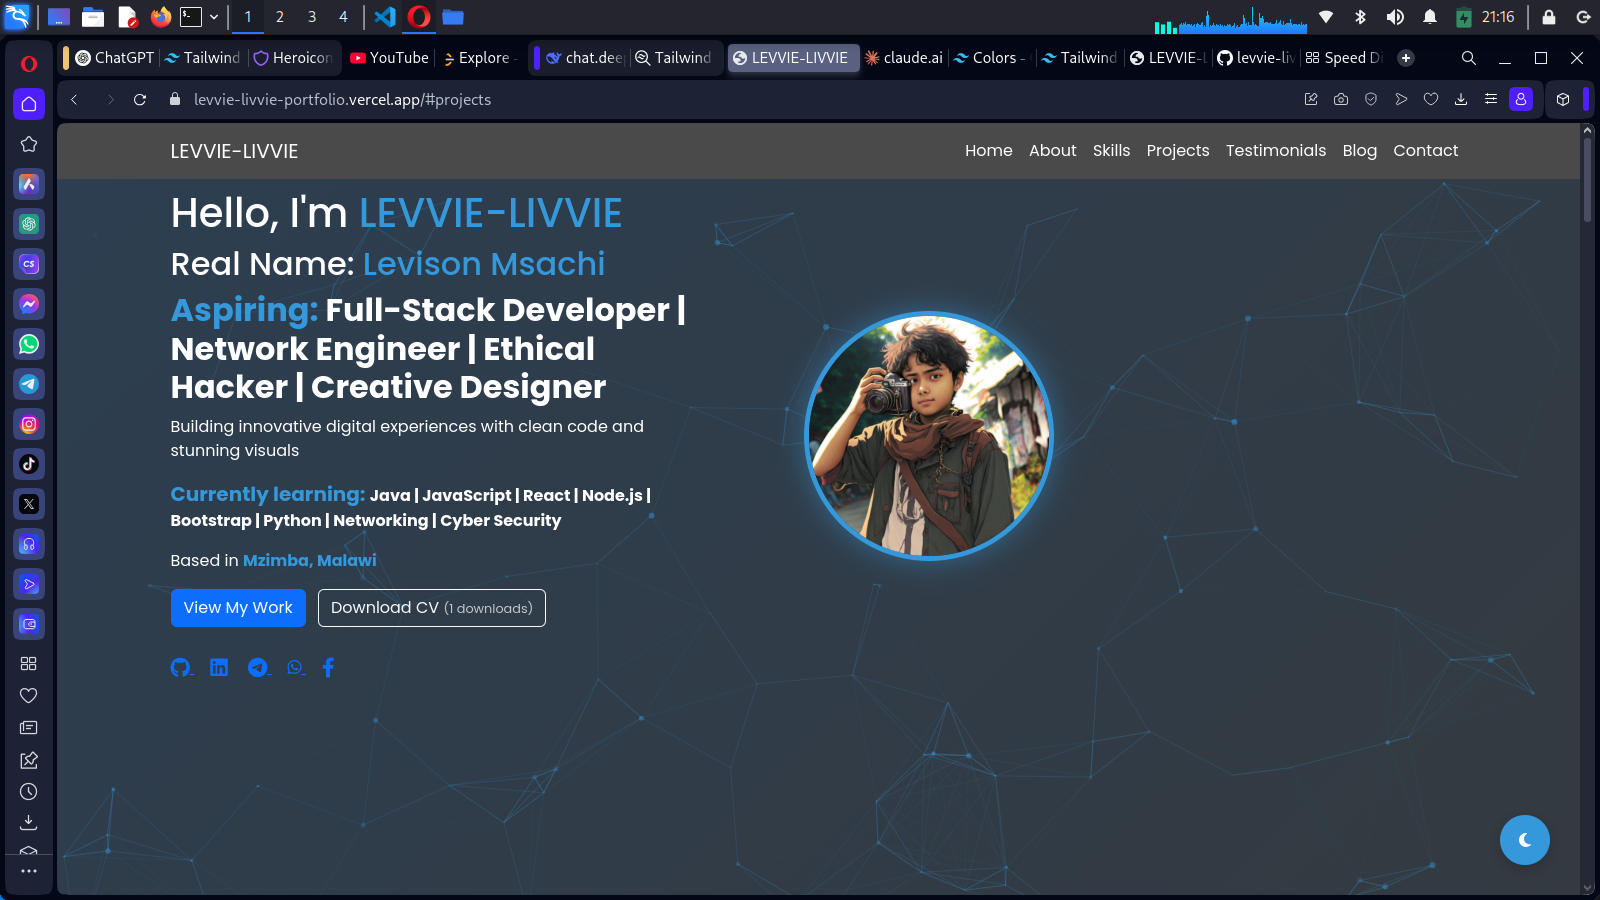 1 2 3 4 21:16
ChatGPT Tailwind Heroicon YouTube Explore - chat.dee Tailwind LEVVIE-LIVVIE claude.ai Colors - Tailwind LEVVIE-L levvie-liv Speed Di
levvie-livvie-portfolio.vercel.app/#projects
LEVVIE-LIVVIE Home About Skills Projects Testimonials Blog Contact
Hello, I'm LEVVIE-LIVVIE
Real Name: Levison Msachi
Aspiring: Full-Stack Developer |
Network Engineer | Ethical
Hacker | Creative Designer
Building innovative digital experiences with clean code and
stunning visuals
Currently learning: Java | JavaScript | React | Node.js |
Bootstrap | Python | Networking | Cyber Security
Based in Mzimba, Malawi
View My Work Download CV (1 downloads)
CS